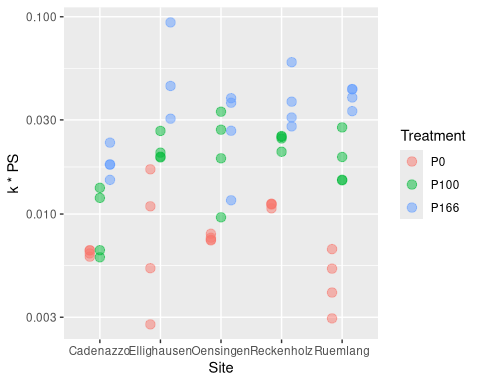 0.100
0.030
0.010
0.003
k * PS
Cadenazzo Ellighausen Oensingen Reckenholz Ruemlang
Site
Treatment
P0
P100
P166